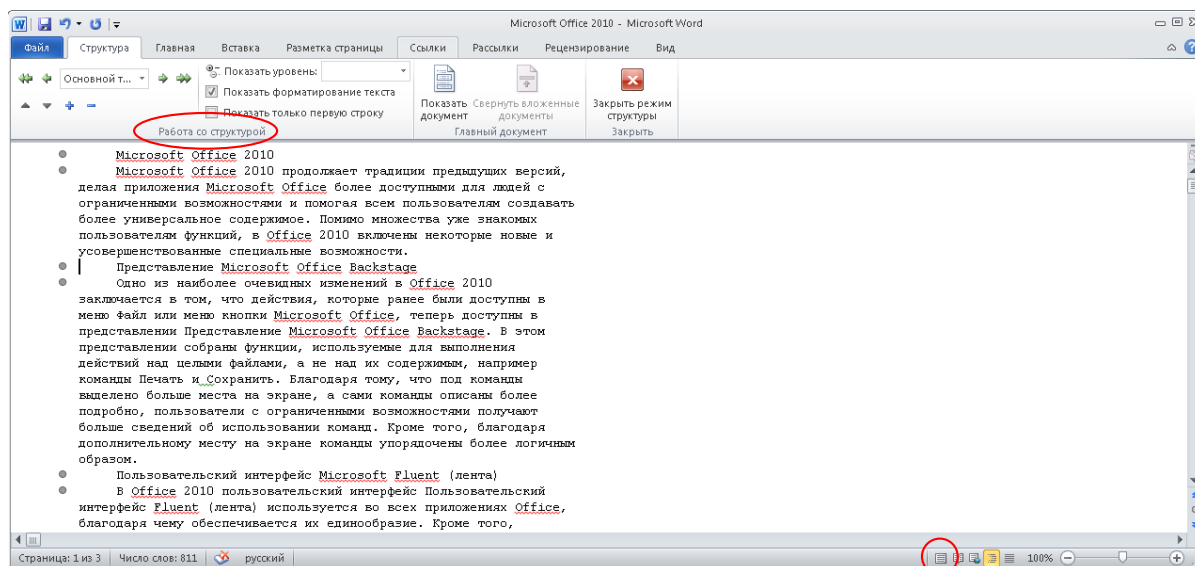 Microsoft Office 2010 - Microsoft Word
Файл Структура Главная Вставка Разметка страницы Ссылки Рассылки Рецензирование Вид
Основной т...
Показать уровень:
Показать форматирование текста
Показать только первую строку
Работа со структурой
Показать документ
Свернуть вложенные документы
Главный документ
Закрыть режим структуры
Закрыть
Microsoft Office 2010
Microsoft Office 2010 продолжает традиции предыдущих версий,
делая приложения Microsoft Office более доступными для людей с
ограниченными возможностями и помогая всем пользователям создавать
более универсальное содержимое. Помимо множества уже знакомых
пользователям функций, в Office 2010 включены некоторые новые и
усовершенствованные специальные возможности.
Представление Microsoft Office Backstage
Одно из наиболее очевидных изменений в Office 2010
заключается в том, что действия, которые ранее были доступны в
меню Файл или меню кнопки Microsoft Office, теперь доступны в
представлении Представление Microsoft Office Backstage. В этом
представлении собраны функции, используемые для выполнения
действий над целыми файлами, а не над их содержимым, например
команды Печать и Сохранить. Благодаря тому, что под команды
выделено больше места на экране, а сами команды описаны более
подробно, пользователи с ограниченными возможностями получают
больше сведений об использовании команд. Кроме того, благодаря
дополнительному месту на экране команды упорядочены более логичным
образом.
Пользовательский интерфейс Microsoft Fluent (лента)
В Office 2010 пользовательский интерфейс Пользовательский
интерфейс Fluent (лента) используется во всех приложениях Office,
благодаря чему обеспечивается их единообразие. Кроме того,
Страница: 1 из 3 Число слов: 811 русский 100%